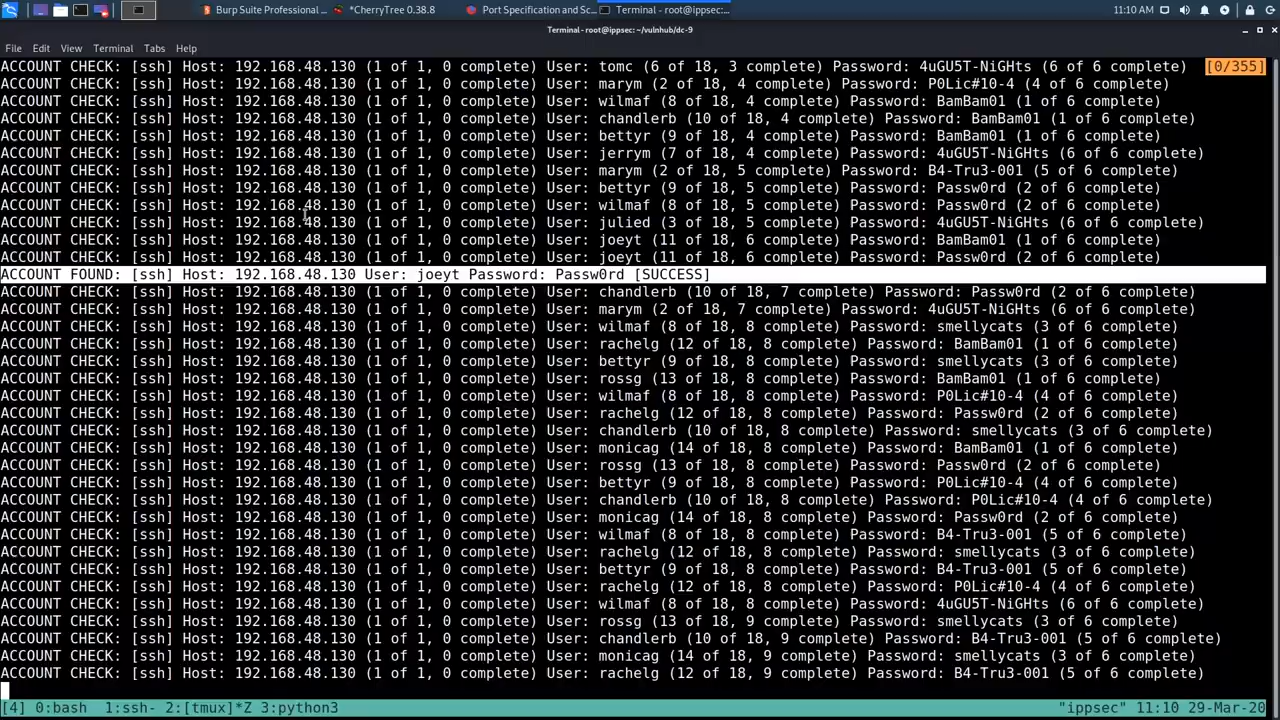 Burp Suite Professional ...
*CherryTree 0.38.8
Port Specification and Sc...
Terminal - root@ippsec:...
11:10 AM
Terminal - root@ippsec: ~/vulnhub/dc-9
File Edit View Terminal Tabs Help
ACCOUNT CHECK: [ssh] Host: 192.168.48.130 (1 of 1, 0 complete) User: tomc (6 of 18, 3 complete) Password: 4uGU5T-NiGHts (6 of 6 complete) [0/355]
ACCOUNT CHECK: [ssh] Host: 192.168.48.130 (1 of 1, 0 complete) User: marym (2 of 18, 4 complete) Password: P0Lic#10-4 (4 of 6 complete)
ACCOUNT CHECK: [ssh] Host: 192.168.48.130 (1 of 1, 0 complete) User: wilmaf (8 of 18, 4 complete) Password: BamBam01 (1 of 6 complete)
ACCOUNT CHECK: [ssh] Host: 192.168.48.130 (1 of 1, 0 complete) User: chandlerb (10 of 18, 4 complete) Password: BamBam01 (1 of 6 complete)
ACCOUNT CHECK: [ssh] Host: 192.168.48.130 (1 of 1, 0 complete) User: bettyr (9 of 18, 4 complete) Password: BamBam01 (1 of 6 complete)
ACCOUNT CHECK: [ssh] Host: 192.168.48.130 (1 of 1, 0 complete) User: jerrym (7 of 18, 4 complete) Password: 4uGU5T-NiGHts (6 of 6 complete)
ACCOUNT CHECK: [ssh] Host: 192.168.48.130 (1 of 1, 0 complete) User: marym (2 of 18, 5 complete) Password: B4-Tru3-001 (5 of 6 complete)
ACCOUNT CHECK: [ssh] Host: 192.168.48.130 (1 of 1, 0 complete) User: bettyr (9 of 18, 5 complete) Password: Passw0rd (2 of 6 complete)
ACCOUNT CHECK: [ssh] Host: 192.168.48.130 (1 of 1, 0 complete) User: wilmaf (8 of 18, 5 complete) Password: Passw0rd (2 of 6 complete)
ACCOUNT CHECK: [ssh] Host: 192.168.48.130 (1 of 1, 0 complete) User: julied (3 of 18, 5 complete) Password: 4uGU5T-NiGHts (6 of 6 complete)
ACCOUNT CHECK: [ssh] Host: 192.168.48.130 (1 of 1, 0 complete) User: joeyt (11 of 18, 6 complete) Password: BamBam01 (1 of 6 complete)
ACCOUNT CHECK: [ssh] Host: 192.168.48.130 (1 of 1, 0 complete) User: joeyt (11 of 18, 6 complete) Password: Passw0rd (2 of 6 complete)
ACCOUNT FOUND: [ssh] Host: 192.168.48.130 User: joeyt Password: Passw0rd [SUCCESS]
ACCOUNT CHECK: [ssh] Host: 192.168.48.130 (1 of 1, 0 complete) User: chandlerb (10 of 18, 7 complete) Password: Passw0rd (2 of 6 complete)
ACCOUNT CHECK: [ssh] Host: 192.168.48.130 (1 of 1, 0 complete) User: marym (2 of 18, 7 complete) Password: 4uGU5T-NiGHts (6 of 6 complete)
ACCOUNT CHECK: [ssh] Host: 192.168.48.130 (1 of 1, 0 complete) User: wilmaf (8 of 18, 8 complete) Password: smellycats (3 of 6 complete)
ACCOUNT CHECK: [ssh] Host: 192.168.48.130 (1 of 1, 0 complete) User: rachelg (12 of 18, 8 complete) Password: BamBam01 (1 of 6 complete)
ACCOUNT CHECK: [ssh] Host: 192.168.48.130 (1 of 1, 0 complete) User: bettyr (9 of 18, 8 complete) Password: smellycats (3 of 6 complete)
ACCOUNT CHECK: [ssh] Host: 192.168.48.130 (1 of 1, 0 complete) User: rossg (13 of 18, 8 complete) Password: BamBam01 (1 of 6 complete)
ACCOUNT CHECK: [ssh] Host: 192.168.48.130 (1 of 1, 0 complete) User: wilmaf (8 of 18, 8 complete) Password: P0Lic#10-4 (4 of 6 complete)
ACCOUNT CHECK: [ssh] Host: 192.168.48.130 (1 of 1, 0 complete) User: rachelg (12 of 18, 8 complete) Password: Passw0rd (2 of 6 complete)
ACCOUNT CHECK: [ssh] Host: 192.168.48.130 (1 of 1, 0 complete) User: chandlerb (10 of 18, 8 complete) Password: smellycats (3 of 6 complete)
ACCOUNT CHECK: [ssh] Host: 192.168.48.130 (1 of 1, 0 complete) User: monicag (14 of 18, 8 complete) Password: BamBam01 (1 of 6 complete)
ACCOUNT CHECK: [ssh] Host: 192.168.48.130 (1 of 1, 0 complete) User: rossg (13 of 18, 8 complete) Password: Passw0rd (2 of 6 complete)
ACCOUNT CHECK: [ssh] Host: 192.168.48.130 (1 of 1, 0 complete) User: bettyr (9 of 18, 8 complete) Password: P0Lic#10-4 (4 of 6 complete)
ACCOUNT CHECK: [ssh] Host: 192.168.48.130 (1 of 1, 0 complete) User: chandlerb (10 of 18, 8 complete) Password: P0Lic#10-4 (4 of 6 complete)
ACCOUNT CHECK: [ssh] Host: 192.168.48.130 (1 of 1, 0 complete) User: monicag (14 of 18, 8 complete) Password: Passw0rd (2 of 6 complete)
ACCOUNT CHECK: [ssh] Host: 192.168.48.130 (1 of 1, 0 complete) User: wilmaf (8 of 18, 8 complete) Password: B4-Tru3-001 (5 of 6 complete)
ACCOUNT CHECK: [ssh] Host: 192.168.48.130 (1 of 1, 0 complete) User: rachelg (12 of 18, 8 complete) Password: smellycats (3 of 6 complete)
ACCOUNT CHECK: [ssh] Host: 192.168.48.130 (1 of 1, 0 complete) User: bettyr (9 of 18, 8 complete) Password: B4-Tru3-001 (5 of 6 complete)
ACCOUNT CHECK: [ssh] Host: 192.168.48.130 (1 of 1, 0 complete) User: rachelg (12 of 18, 8 complete) Password: P0Lic#10-4 (4 of 6 complete)
ACCOUNT CHECK: [ssh] Host: 192.168.48.130 (1 of 1, 0 complete) User: wilmaf (8 of 18, 8 complete) Password: 4uGU5T-NiGHts (6 of 6 complete)
ACCOUNT CHECK: [ssh] Host: 192.168.48.130 (1 of 1, 0 complete) User: rossg (13 of 18, 9 complete) Password: smellycats (3 of 6 complete)
ACCOUNT CHECK: [ssh] Host: 192.168.48.130 (1 of 1, 0 complete) User: chandlerb (10 of 18, 9 complete) Password: B4-Tru3-001 (5 of 6 complete)
ACCOUNT CHECK: [ssh] Host: 192.168.48.130 (1 of 1, 0 complete) User: monicag (14 of 18, 9 complete) Password: smellycats (3 of 6 complete)
ACCOUNT CHECK: [ssh] Host: 192.168.48.130 (1 of 1, 0 complete) User: rachelg (12 of 18, 9 complete) Password: B4-Tru3-001 (5 of 6 complete)
[4] 0:bash 1:ssh- 2:[tmux]*Z 3:python3 "ippsec" 11:10 29-Mar-20